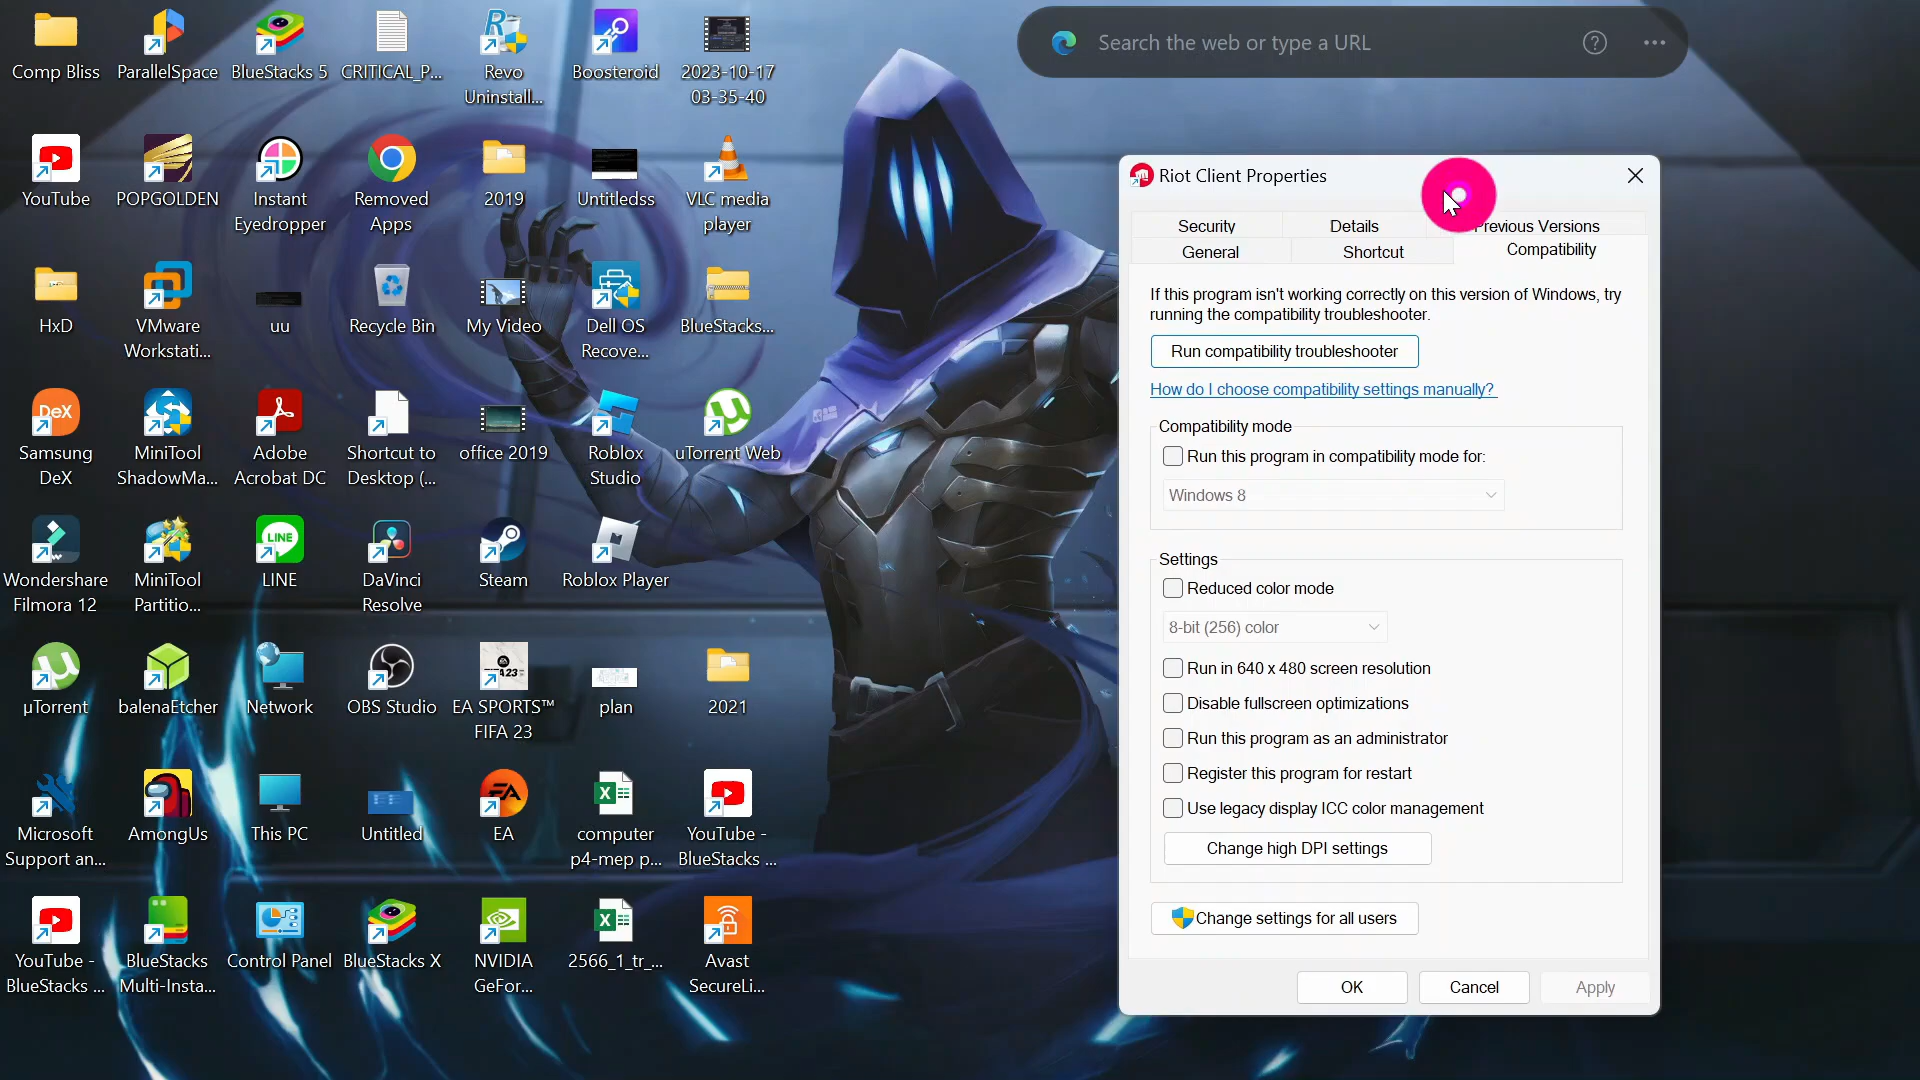 Comp Bliss
ParallelSpace
BlueStacks 5
CRITICAL_P...
Revo
Uninstall...
Boosteroid
2023-10-17
03-35-40
YouTube
POPGOLDEN
Instant
Eyedropper
Removed
Apps
2019
Untitledss
VLC media
player
HxD
VMware
Workstati...
uu
Recycle Bin
My Video
Dell OS
Recove...
BlueStacks...
DeX
Samsung
DeX
MiniTool
ShadowMa...
Adobe
Acrobat DC
Shortcut to
Desktop (...
office 2019
Roblox
Studio
uTorrent Web
Wondershare
Filmora 12
MiniTool
Partitio...
LINE
LINE
DaVinci
Resolve
Steam
Roblox Player
µTorrent
balenaEtcher
Network
OBS Studio
23
EA SPORTS™
FIFA 23
plan
2021
Microsoft
Support an...
AmongUs
This PC
Untitled
EA
EA
computer
p4-mep p...
YouTube -
BlueStacks ...
YouTube -
BlueStacks ...
BlueStacks
Multi-Insta...
Control Panel
BlueStacks X
NVIDIA
GeFor...
2566_1_tr_...
Avast
SecureLi...
Search the web or type a URL
Riot Client Properties
Security
Details
Previous Versions
General
Shortcut
Compatibility
If this program isn't working correctly on this version of Windows, try
running the compatibility troubleshooter.
Run compatibility troubleshooter
How do I choose compatibility settings manually?
Compatibility mode
Run this program in compatibility mode for:
Windows 8
Settings
Reduced color mode
8-bit (256) color
Run in 640 x 480 screen resolution
Disable fullscreen optimizations
Run this program as an administrator
Register this program for restart
Use legacy display ICC color management
Change high DPI settings
Change settings for all users
OK
Cancel
Apply